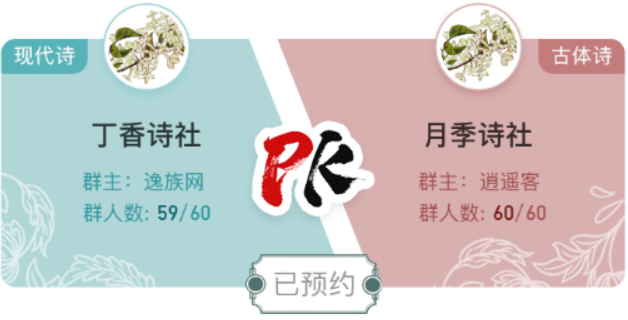 现代诗
古体诗
丁香诗社
月季诗社
PK
群主：逸族网
群主：逍遥客
群人数: 59/60
群人数: 60/60
已预约